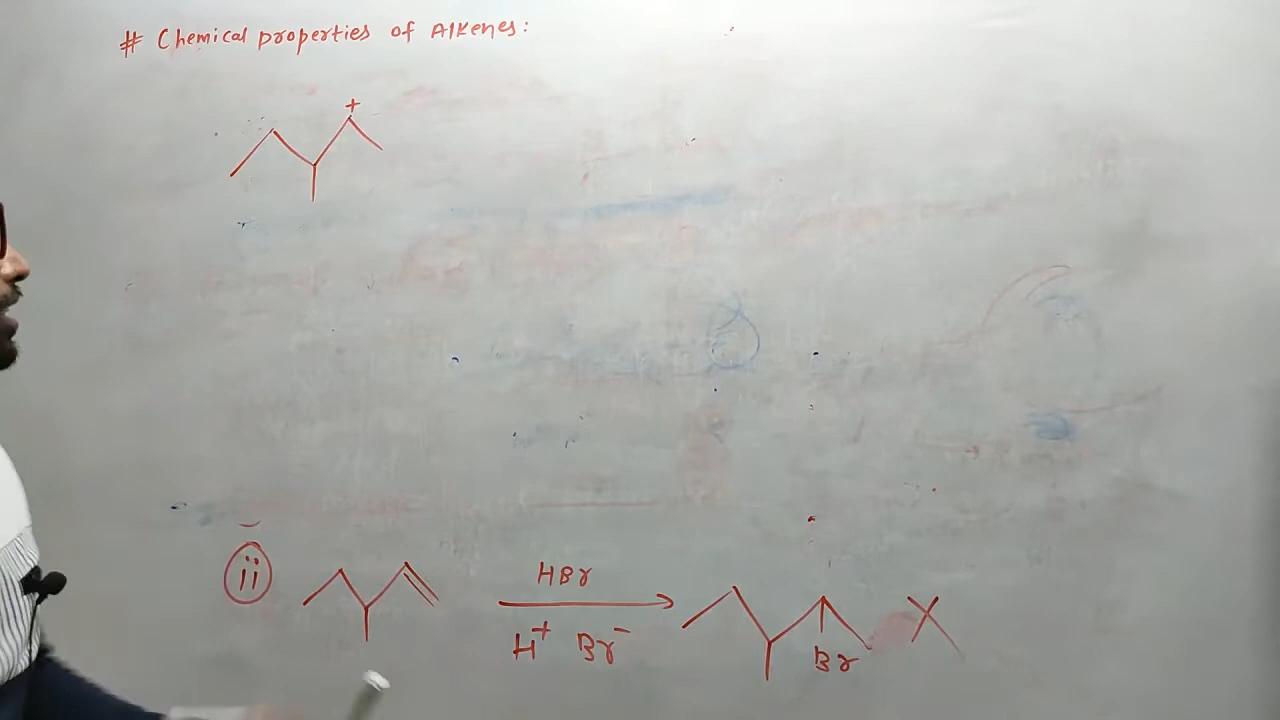 # Chemical properties of Alkenes:
+
ii
HBr
H+ Br-
Br
X